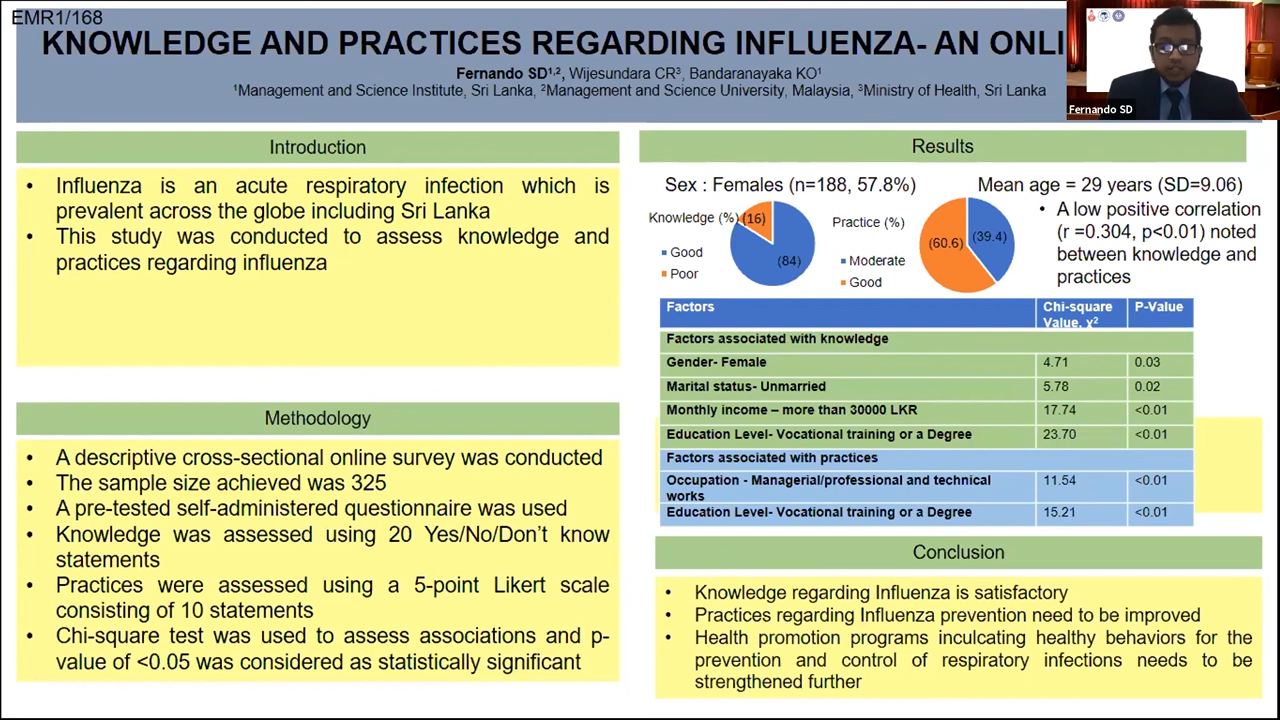 EMR1/168
KNOWLEDGE AND PRACTICES REGARDING INFLUENZA- AN ONLI
Fernando SD1,2, Wijesundara CR3, Bandaranayaka KO1
1Management and Science Institute, Sri Lanka, 2Management and Science University, Malaysia, 3Ministry of Health, Sri Lanka
Fernando SD
Introduction
• Influenza is an acute respiratory infection which is
prevalent across the globe including Sri Lanka
• This study was conducted to assess knowledge and
practices regarding influenza
Methodology
• A descriptive cross-sectional online survey was conducted
• The sample size achieved was 325
• A pre-tested self-administered questionnaire was used
• Knowledge was assessed using 20 Yes/No/Don’t know
statements
• Practices were assessed using a 5-point Likert scale
consisting of 10 statements
• Chi-square test was used to assess associations and p-
value of <0.05 was considered as statistically significant
Results
Sex : Females (n=188, 57.8%)
Mean age = 29 years (SD=9.06)
Knowledge (%)
(16)
(84)
Good
Poor
Practice (%)
(60.6)
(39.4)
Moderate
Good
• A low positive correlation
(r =0.304, p<0.01) noted
between knowledge and
practices
Factors Chi-square P-Value
Value, χ2
Factors associated with knowledge
Gender- Female 4.71 0.03
Marital status- Unmarried 5.78 0.02
Monthly income – more than 30000 LKR 17.74 <0.01
Education Level- Vocational training or a Degree 23.70 <0.01
Factors associated with practices
Occupation - Managerial/professional and technical 11.54 <0.01
works
Education Level- Vocational training or a Degree 15.21 <0.01
Conclusion
• Knowledge regarding Influenza is satisfactory
• Practices regarding Influenza prevention need to be improved
• Health promotion programs inculcating healthy behaviors for the
prevention and control of respiratory infections needs to be
strengthened further